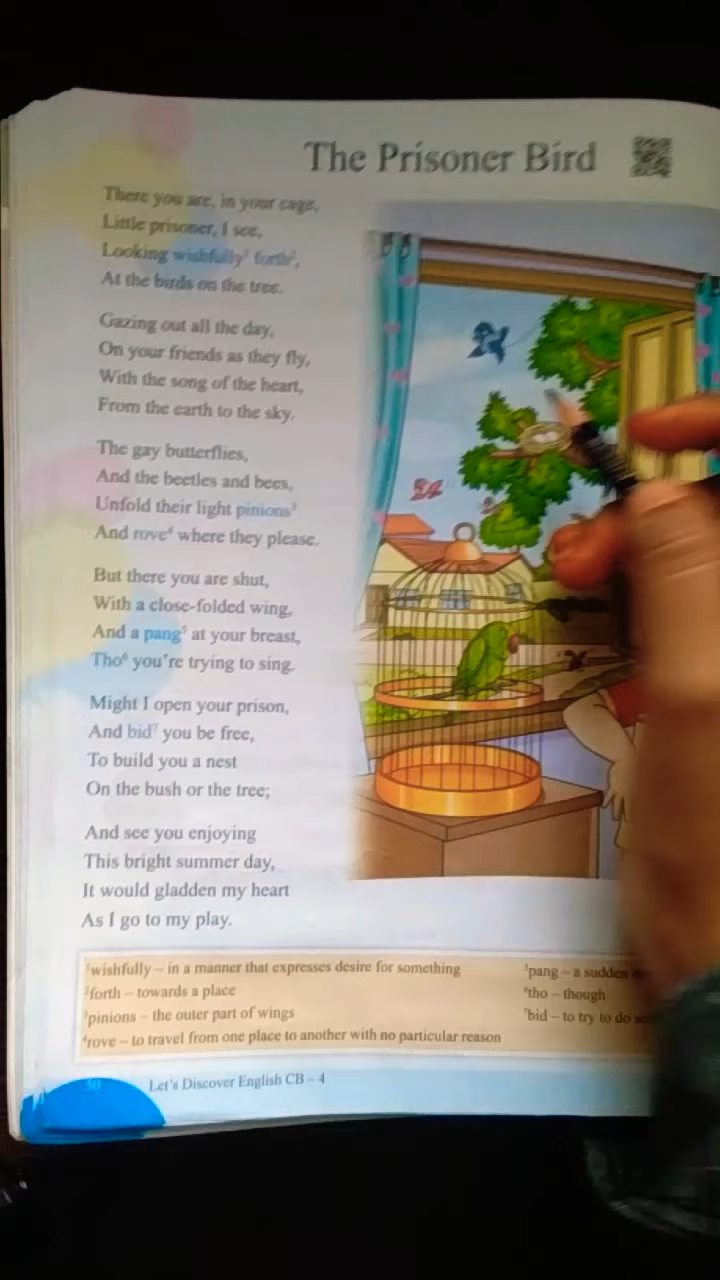 The Prisoner Bird
There you are, in your cage,
Little prisoner, I see,
Looking wishfully¹ forth²,
At the birds on the tree.
Gazing out all the day,
On your friends as they fly,
With the song of the heart,
From the earth to the sky.
The gay butterflies,
And the beetles and bees,
Unfold their light pinions³
And rove⁴ where they please.
But there you are shut,
With a close-folded wing,
And a pang⁵ at your breast,
Tho⁶ you're trying to sing.
Might I open your prison,
And bid⁷ you be free,
To build you a nest
On the bush or the tree;
And see you enjoying
This bright summer day,
It would gladden my heart
As I go to my play.
¹wishfully – in a manner that expresses desire for something
²forth – towards a place
³pinions – the outer part of wings
⁴rove – to travel from one place to another with no particular reason
⁵pang – a sudden
⁶tho – though
⁷bid – to try to do
50
Let's Discover English CB – 4